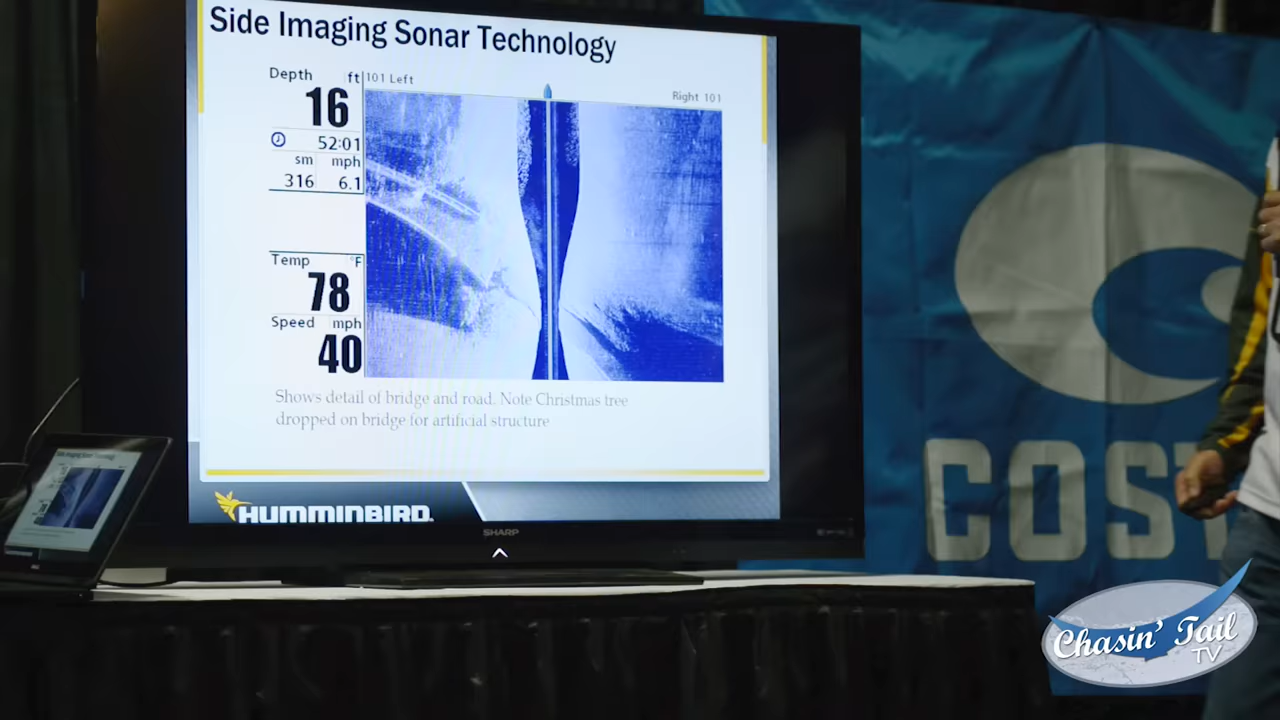 Side Imaging Sonar Technology
Depth ft
101 Left
Right 101
16
52:01
sm mph
316 6.1
Temp °F
78
Speed mph
40
Shows detail of bridge and road. Note Christmas tree
dropped on bridge for artificial structure
HUMMINBIRD
SHARP
COST
Chasin' Tail
TV